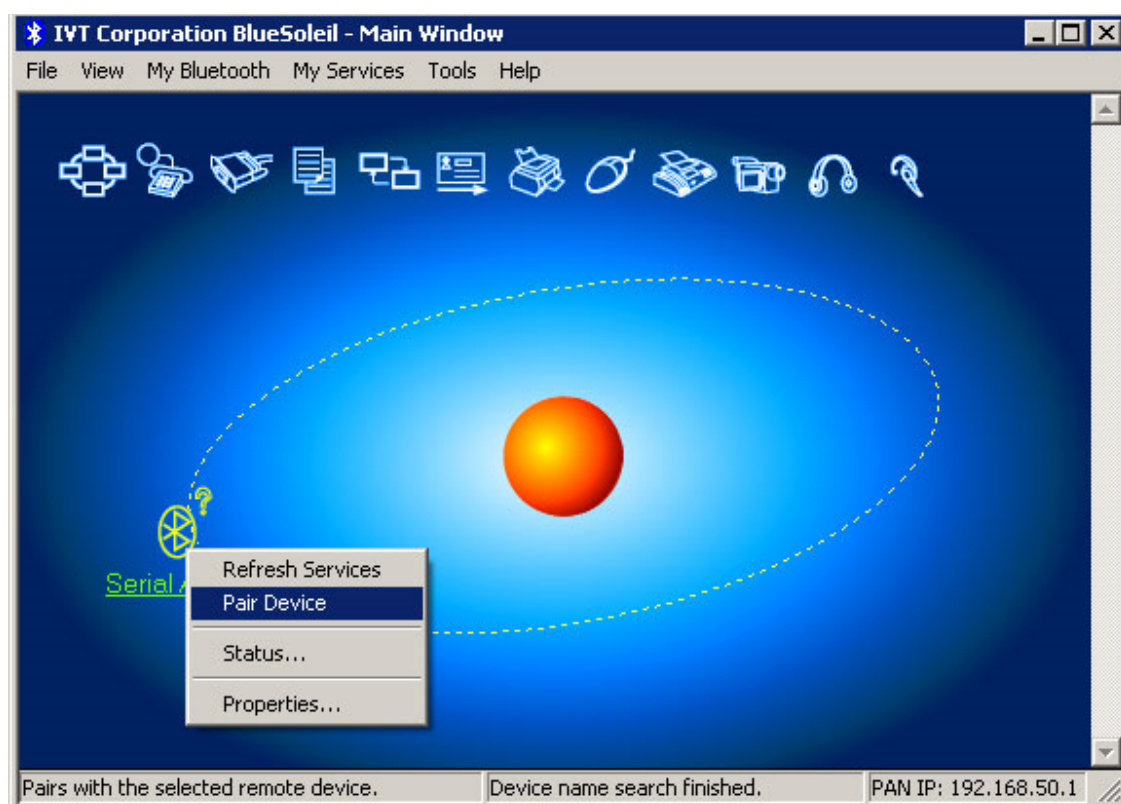 IVT Corporation BlueSoleil - Main Window
File View My Bluetooth My Services Tools Help
Serial
Refresh Services
Pair Device
Status...
Properties...
Pairs with the selected remote device. Device name search finished. PAN IP: 192.168.50.1